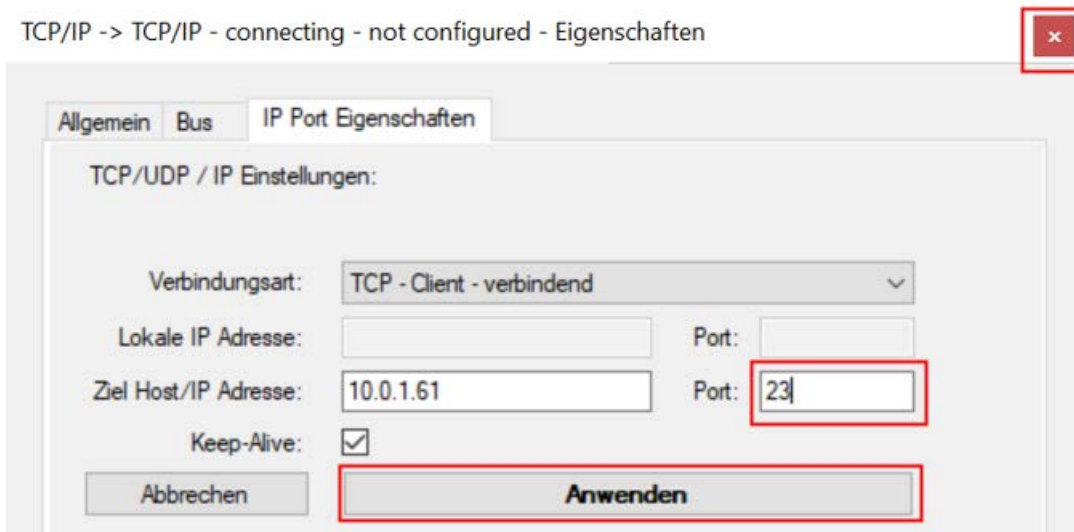 TCP/IP -> TCP/IP - connecting - not configured - Eigenschaften
×
Allgemein Bus IP Port Eigenschaften
TCP/UDP / IP Einstellungen:
Verbindungsart: TCP - Client - verbindend
Lokale IP Adresse: Port:
Ziel Host/IP Adresse: 10.0.1.61 Port: 23
Keep-Alive:
Abbrechen Anwenden